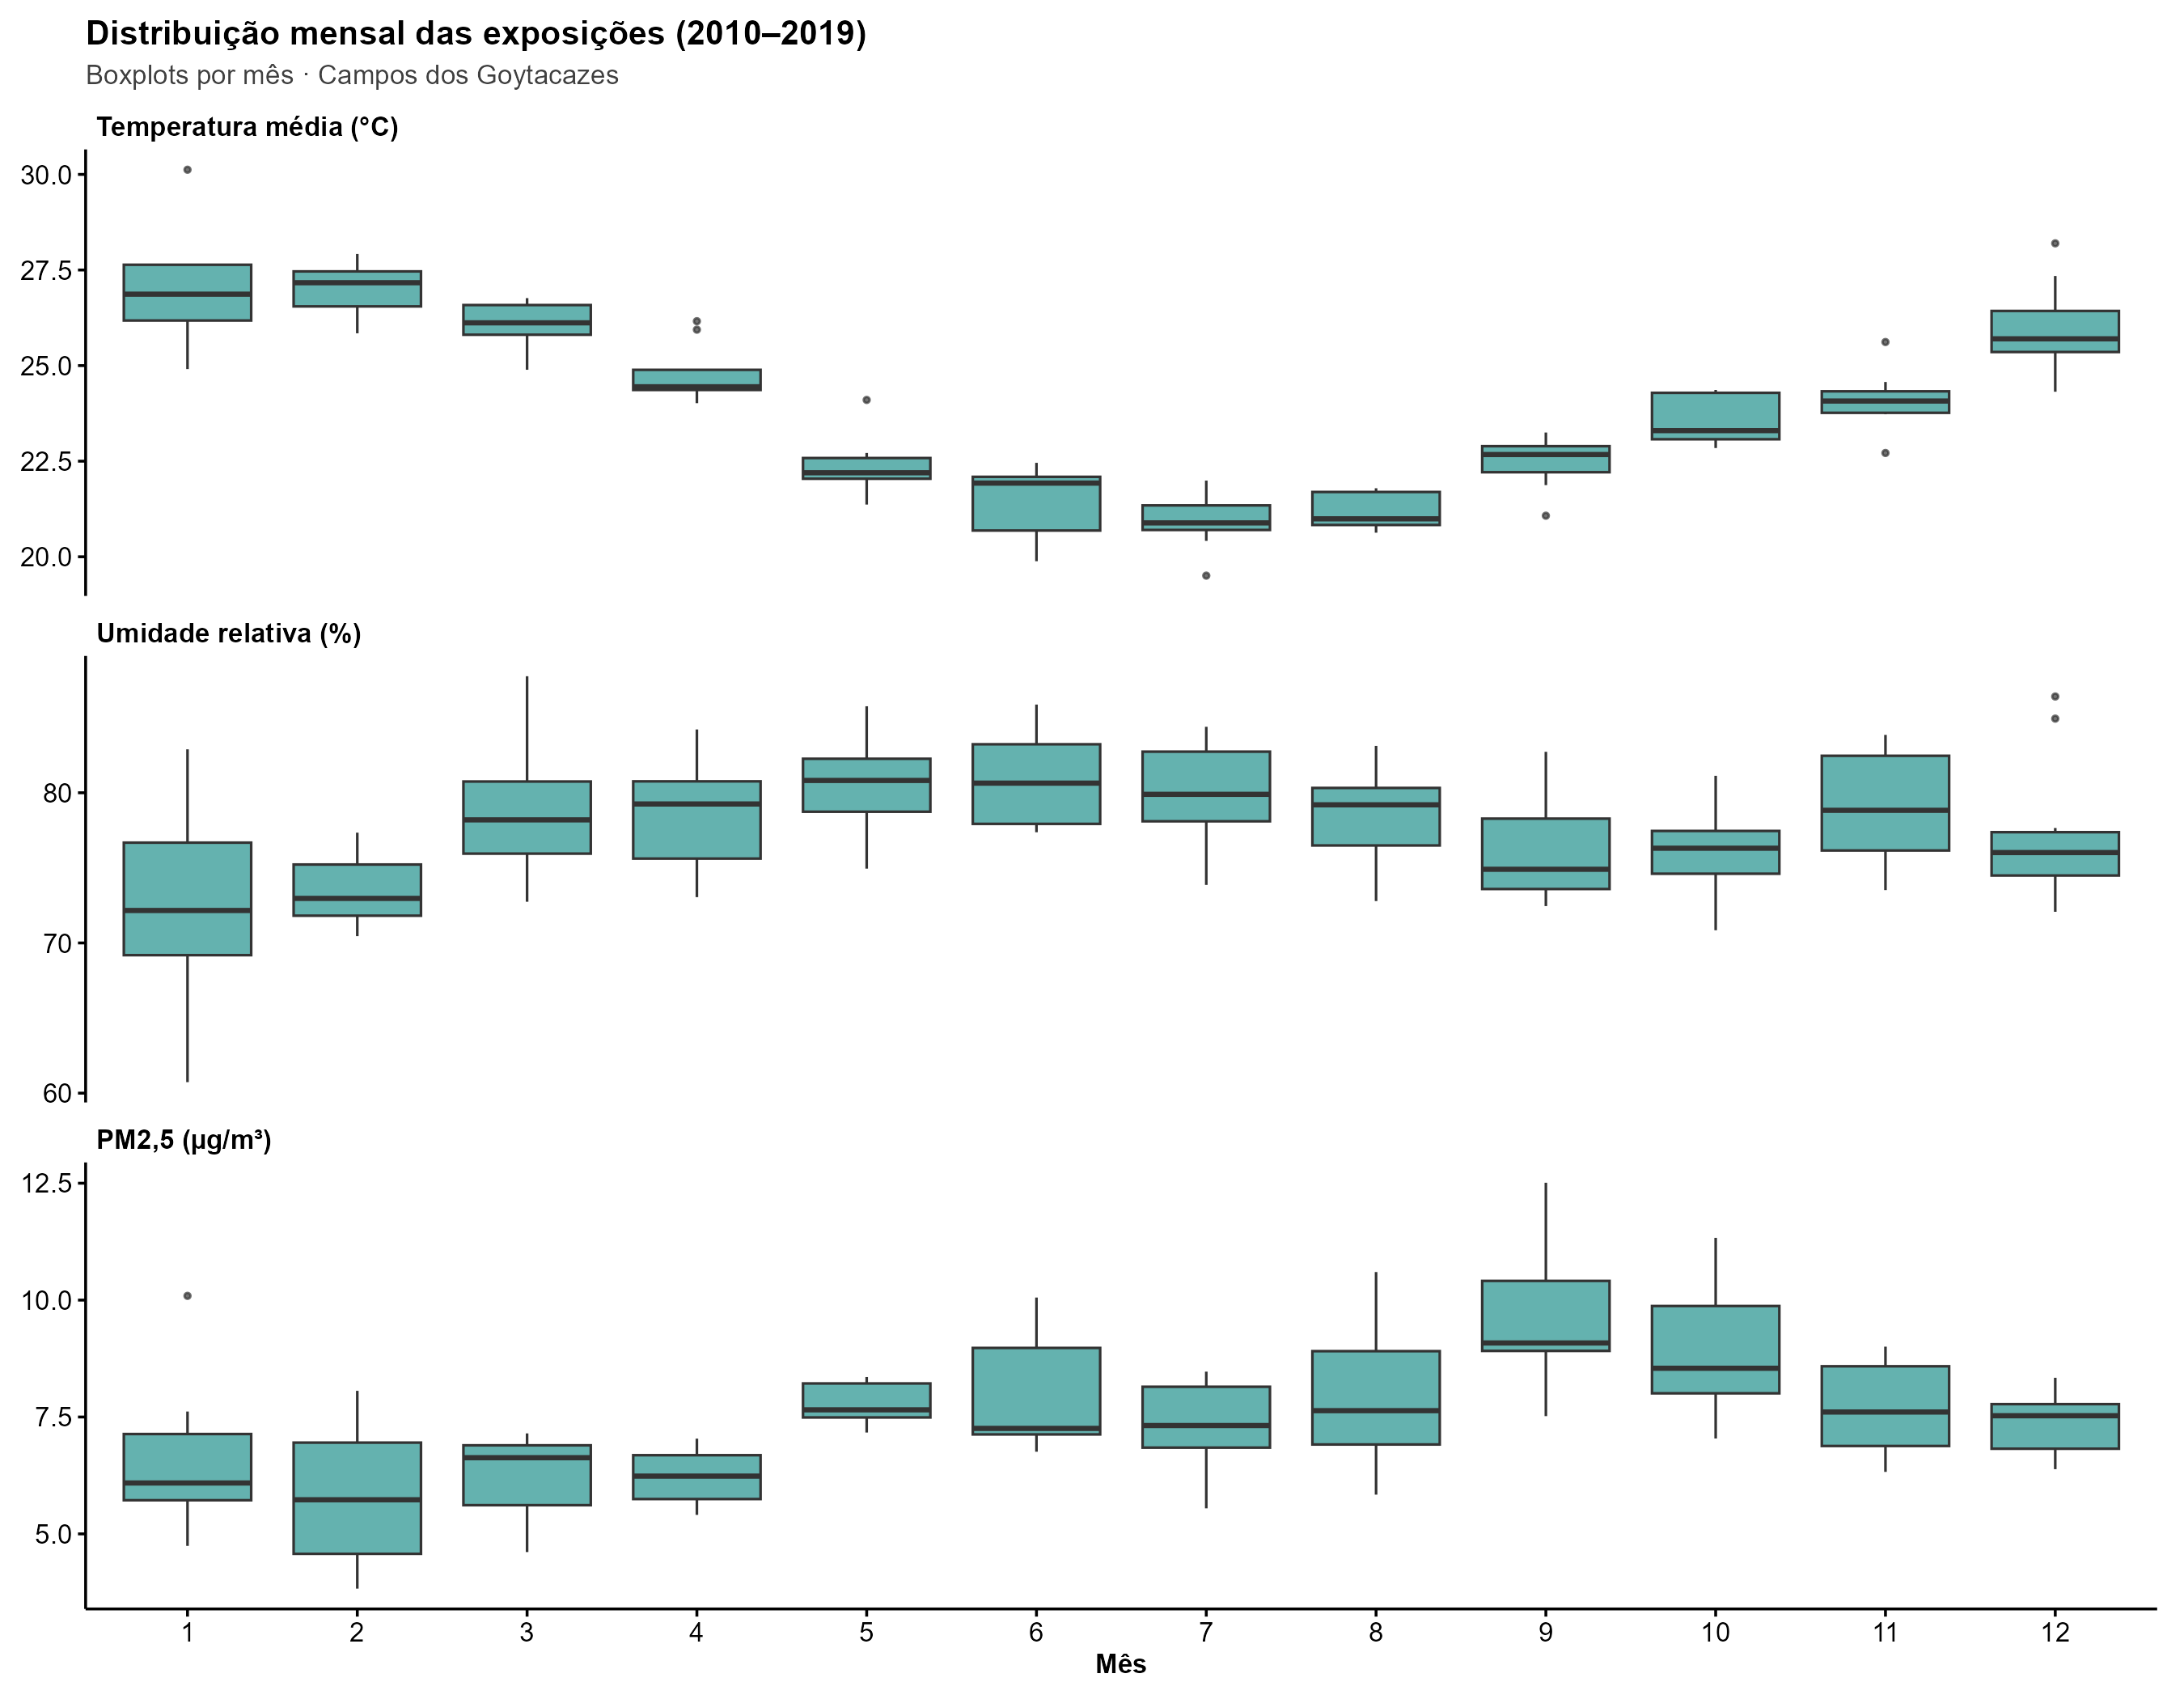 Distribuição mensal das exposições (2010–2019)
Boxplots por mês · Campos dos Goytacazes
Temperatura média (°C)
30.0
27.5
25.0
22.5
20.0
Umidade relativa (%)
80
70
60
PM2,5 (µg/m³)
12.5
10.0
7.5
5.0
1 2 3 4 5 6 7 8 9 10 11 12
Mês